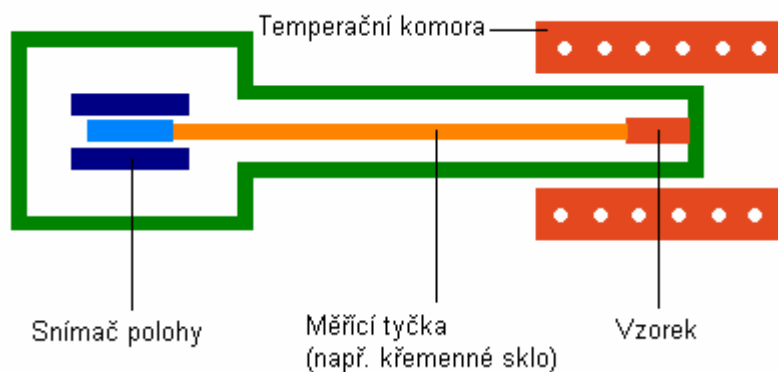 Temperační komora
Snímač polohy
Měřící tyčka
(např. křemenné sklo)
Vzorek